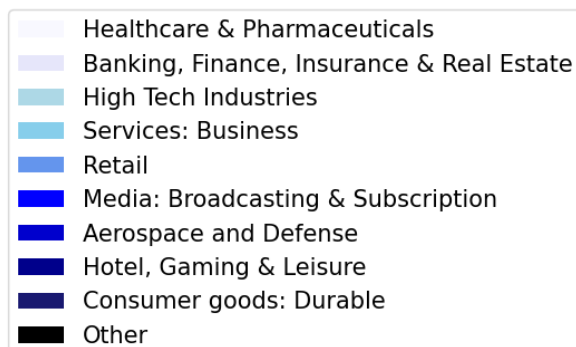 Healthcare & Pharmaceuticals
Banking, Finance, Insurance & Real Estate
High Tech Industries
Services: Business
Retail
Media: Broadcasting & Subscription
Aerospace and Defense
Hotel, Gaming & Leisure
Consumer goods: Durable
Other